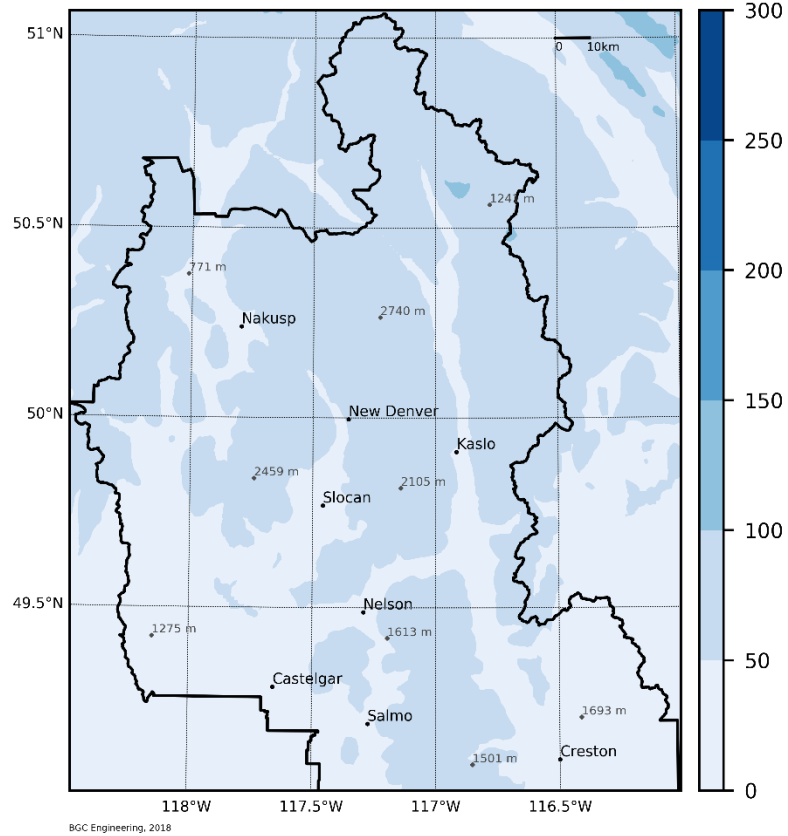 51°N
0 10km
300
250
1241 m
50.5°N
200
771 m
2740 m
Nakusp
150
50°N
New Denver
Kaslo
2459 m
2105 m
Slocan
100
49.5°N
Nelson
1275 m
1613 m
50
Castelgar
Salmo
1693 m
1501 m
Creston
0
118°W 117.5°W 117°W 116.5°W
BGC Engineering, 2018